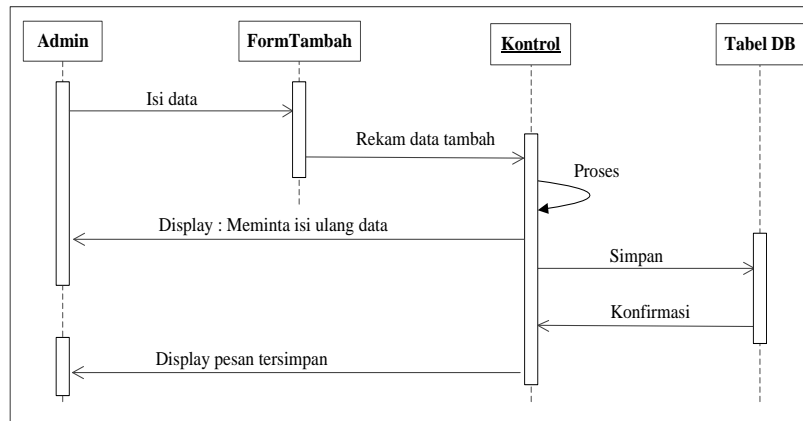 Admin
FormTambah
Kontrol
Tabel DB
Isi data
Rekam data tambah
Proses
Display : Meminta isi ulang data
Simpan
Konfirmasi
Display pesan tersimpan